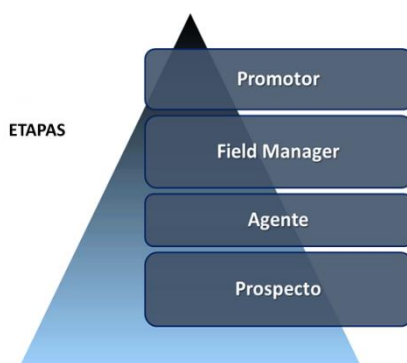 Promotor
ETAPAS
Field Manager
Agente
Prospecto